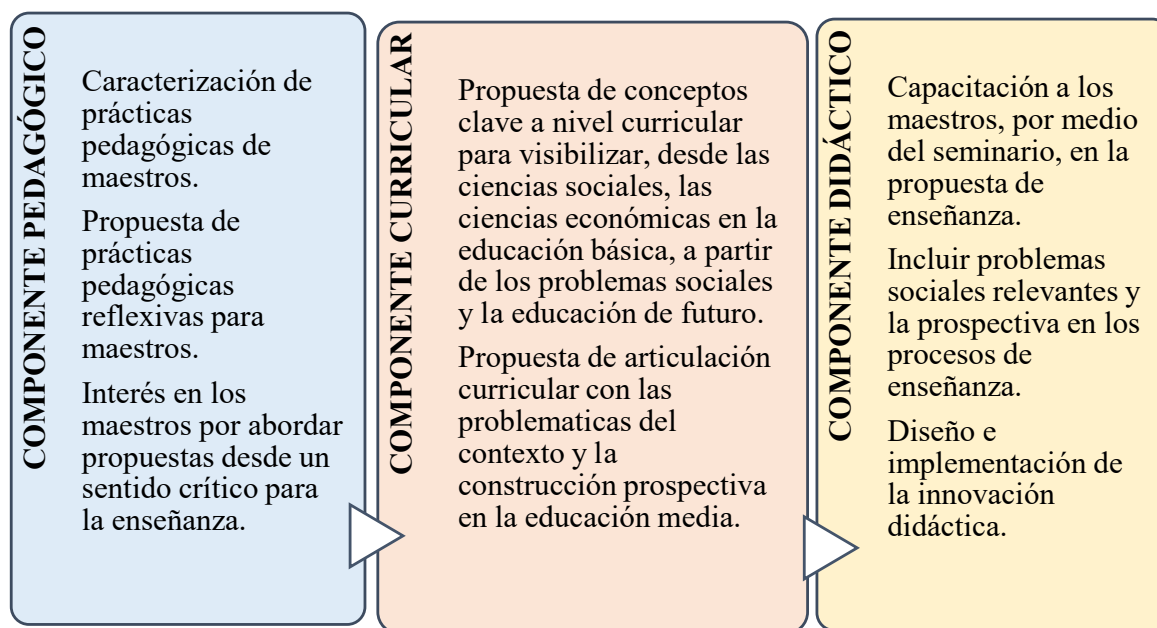 COMPONENTE PEDAGÓGICO
Caracterización de
prácticas
pedagógicas de
maestros.
Propuesta de
prácticas
pedagógicas
reflexivas para
maestros.
Interés en los
maestros por abordar
propuestas desde un
sentido crítico para
la enseñanza.
COMPONENTE CURRICULAR
Propuesta de conceptos
clave a nivel curricular
para visibilizar, desde las
ciencias sociales, las
ciencias económicas en la
educación básica, a partir
de los problemas sociales
y la educación de futuro.
Propuesta de articulación
curricular con las
problematicas del
contexto y la
construcción prospectiva
en la educación media.
COMPONENTE DIDÁCTICO
Capacitación a los
maestros, por medio
del seminario, en la
propuesta de
enseñanza.
Incluir problemas
sociales relevantes y
la prospectiva en los
procesos de
enseñanza.
Diseño e
implementación de
la innovación
didáctica.